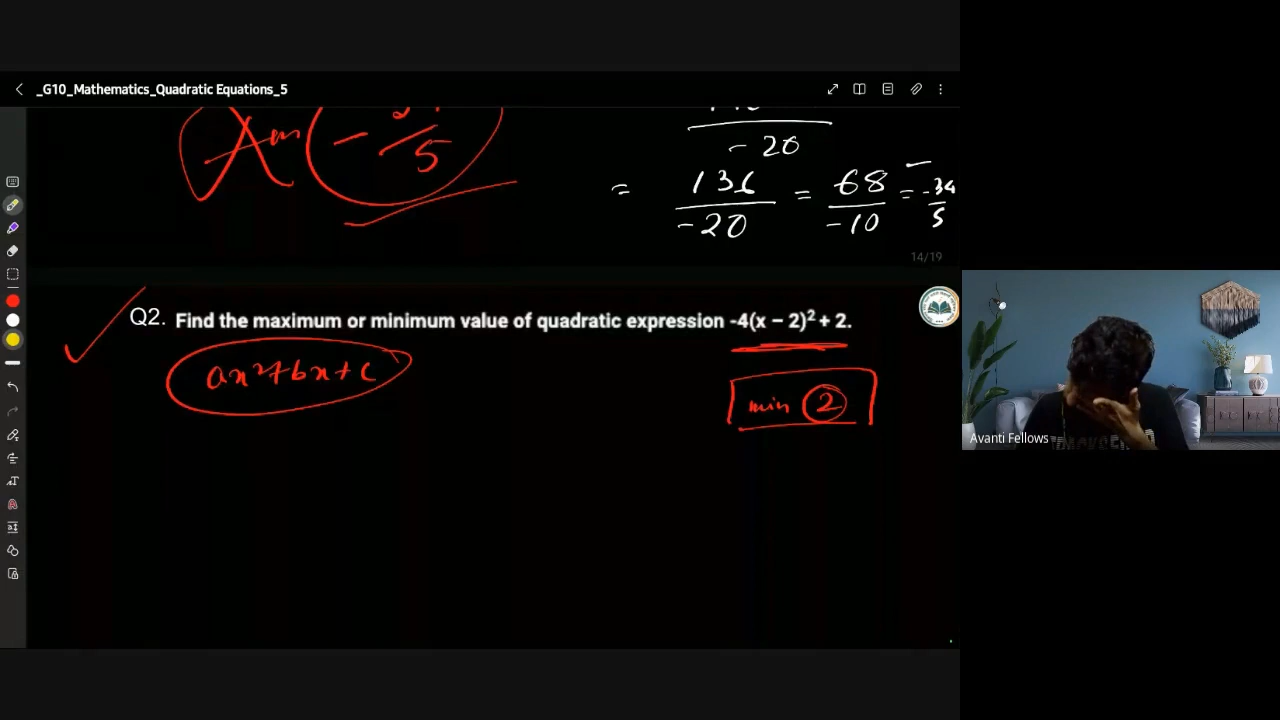 _G10_Mathematics_Quadratic Equations_5
Ans (- 34/5
- 20
= 136/-20 = 68/-10 = -34/5
14/19
Q2. Find the maximum or minimum value of quadratic expression -4(x – 2)² + 2.
ax²+bx+c
min 2
Avanti Fellows